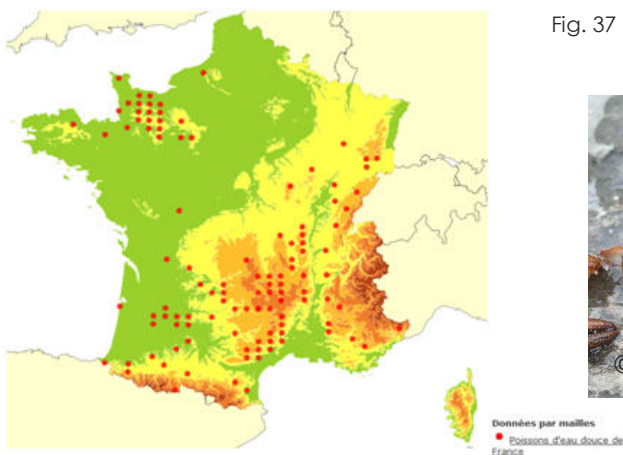 Fig. 37
©
Données par mailles
Poissons d'eau douce de
France